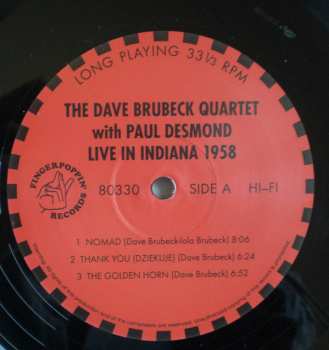 LONG PLAYING 33⅓ RPM
THE DAVE BRUBECK QUARTET
with PAUL DESMOND
LIVE IN INDIANA 1958
FINGERPOPPIN' RECORDS
80330 SIDE A HI-FI
1 NOMAD (Dave Brubeck/Iola Brubeck) 8:06
2 THANK YOU (DZIEKUJE) (Dave Brubeck) 6:24
3 THE GOLDEN HORN (Dave Brubeck) 6:52